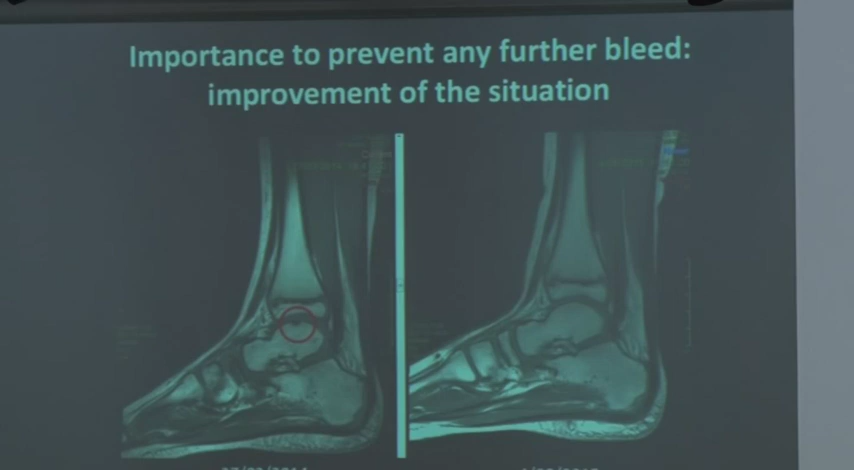 Importance to prevent any further bleed:
improvement of the situation